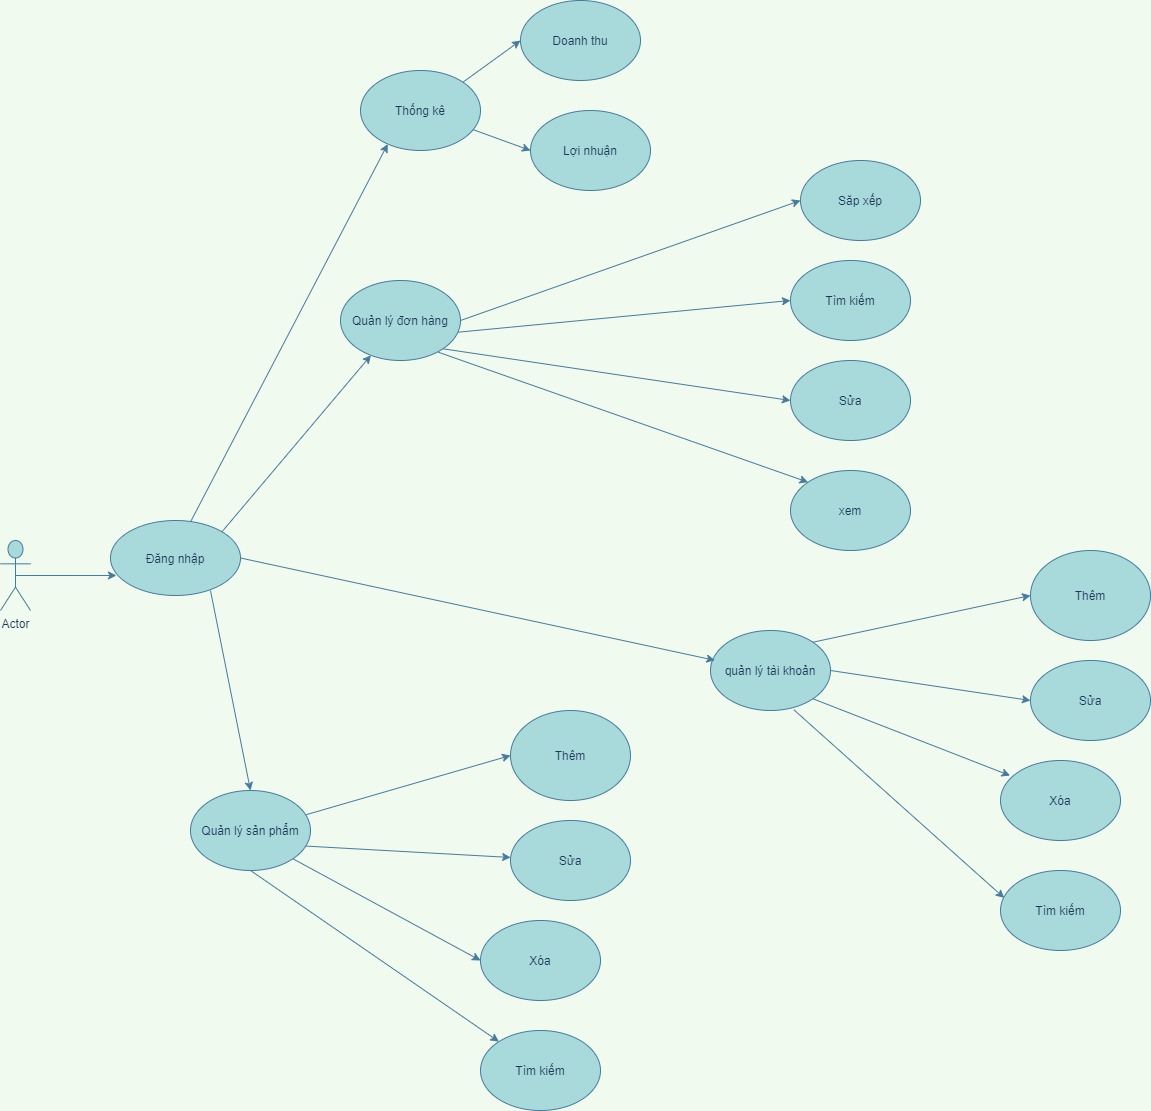 Doanh thu
Thống kê
Lợi nhuận
Săp xếp
Tìm kiếm
Quản lý đơn hàng
Sửa
xem
Đăng nhập
Actor
Thêm
quản lý tài khoản
Sửa
Xóa
Tìm kiếm
Thêm
Quản lý sản phẩm
Sửa
Xóa
Tìm kiếm